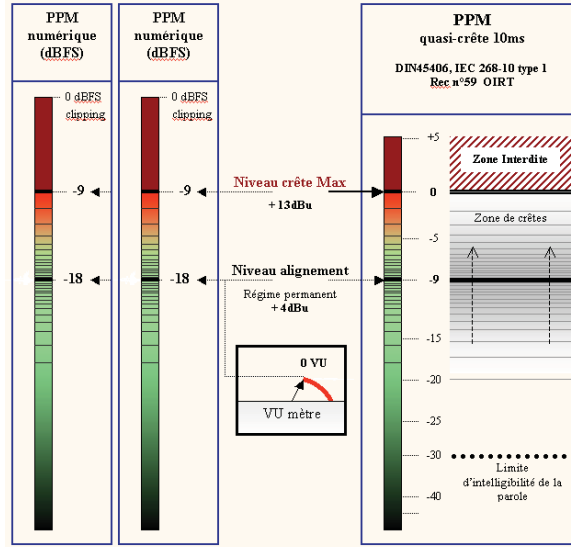 PPM
numérique
(dBFS)
0 dBFS
clipping
-9
-18
PPM
numérique
(dBFS)
0 dBFS
clipping
-9
-18
Niveau crête Max
+ 13dBu
Niveau alignement
Régime permanent
+ 4dBu
0 VU
VU mètre
PPM
quasi-crête 10ms
DIN45406, IEC 268-10 type 1
Rec n°59 OIRT
+5
0
-5
-9
-15
-20
-25
-30
-40
Zone Interdite
Zone de crêtes
Limite
d'intelligibilité de la
parole